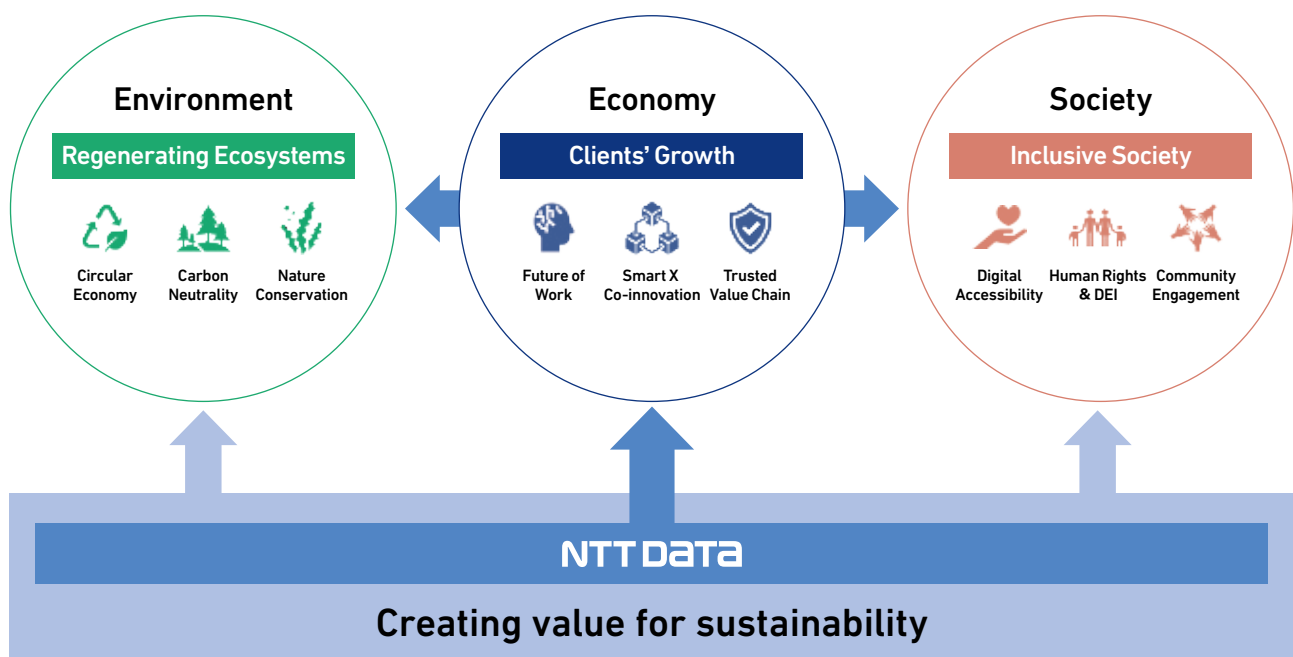 Environment
Regenerating Ecosystems
Circular
Economy
Carbon
Neutrality
Nature
Conservation
Economy
Clients' Growth
Future of
Work
Smart X
Co-innovation
Trusted
Value Chain
Society
Inclusive Society
Digital
Accessibility
Human Rights
& DEI
Community
Engagement
NTT DATA
Creating value for sustainability